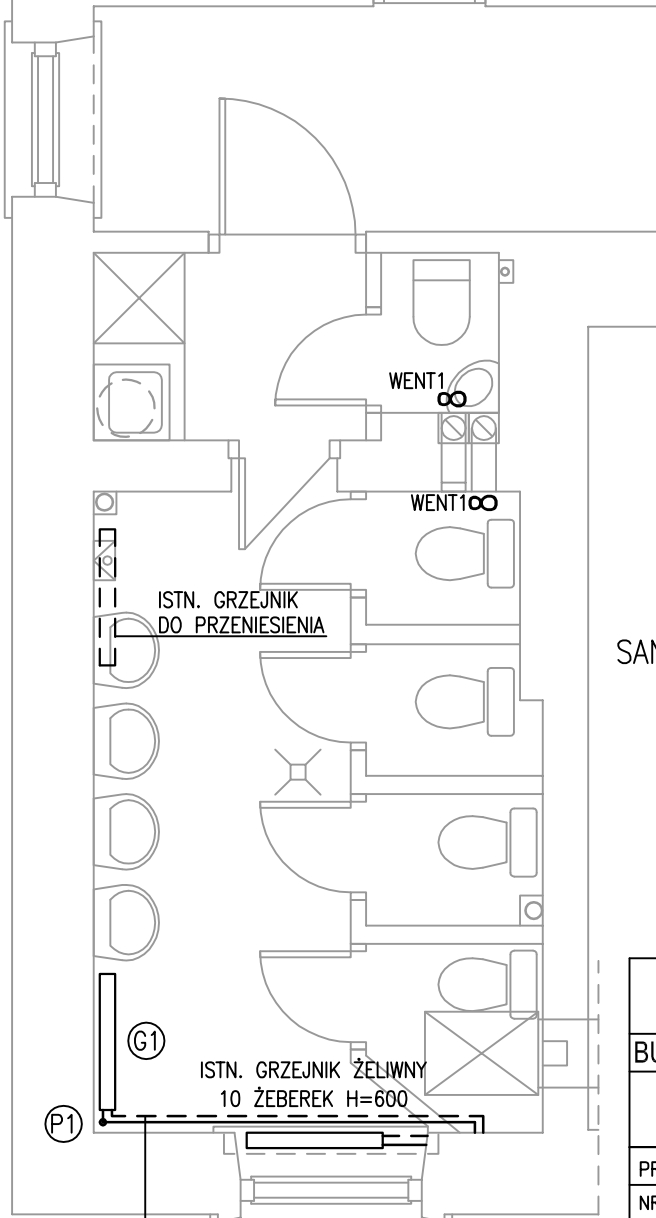 WENT1
WENT1
ISTN. GRZEJNIK
DO PRZENIESIENIA
SAN
G1
ISTN. GRZEJNIK ŻELIWNY
10 ŻEBEREK H=600
P1
BU
PR
NR